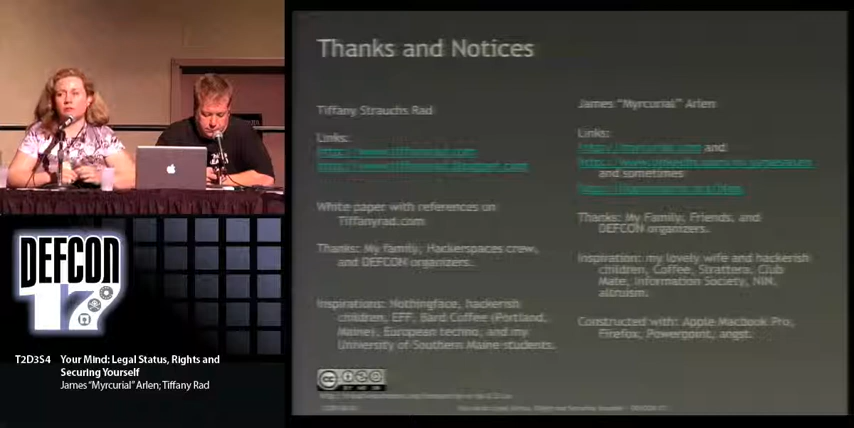 Thanks and Notices
Tiffany Strauchs Rad
Links:
White paper with references on
Tiffanyrad.com
Thanks: My family, Hackerspaces crew,
and DEFCON organizers.
Inspirations: Nothingface, hackerish
children, EFF, Bard Coffee (Portland,
Maine), European techno, and my
University of Southern Maine students.
James "Myrcurial" Arlen
Links:
and
and sometimes
Thanks: My Family, Friends, and
DEFCON organizers.
Inspiration: my lovely wife and hackerish
children, Coffee, Strattera, Club
Mate, Information Society, NIN,
altruism.
Constructed with: Apple Macbook Pro,
Firefox, Powerpoint, angst.
DEFCON
17
T2D3S4 Your Mind: Legal Status, Rights and
Securing Yourself
James "Myrcurial" Arlen; Tiffany Rad